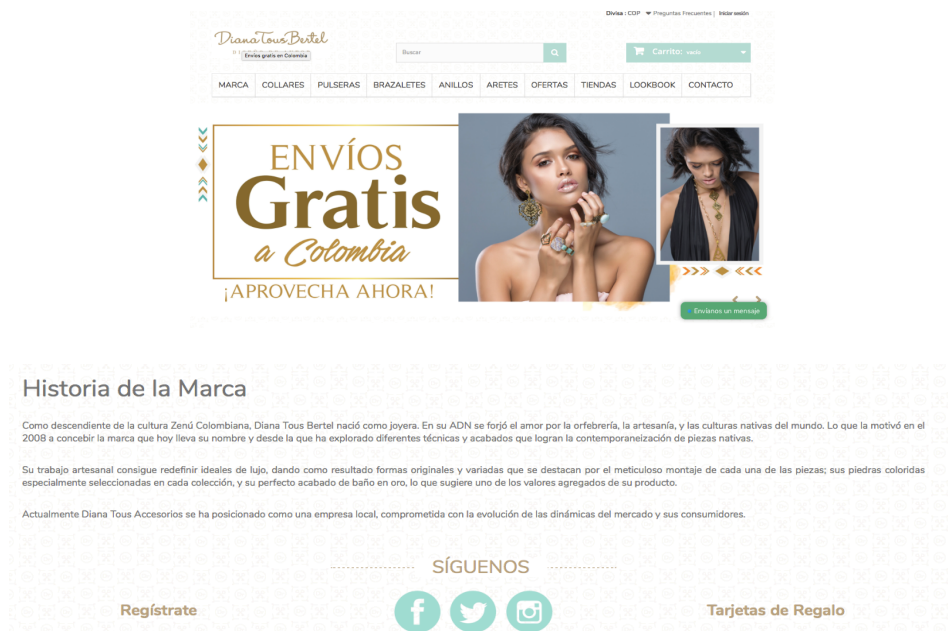 Divisa : COP
Preguntas Frecuentes |
Iniciar sesión
Diana Tous Bertel
Envíos gratis en Colombia
Buscar
Carrito: vacío
MARCA
COLLARES
PULSERAS
BRAZALETES
ANILLOS
ARETES
OFERTAS
TIENDAS
LOOKBOOK
CONTACTO
ENVÍOS
Gratis
a Colombia
¡APROVECHA AHORA!
Envíanos un mensaje
Historia de la Marca
Como descendiente de la cultura Zenú Colombiana, Diana Tous Bertel nació como joyera. En su ADN se forjó el amor por la orfebrería, la artesanía, y las culturas nativas del mundo. Lo que la motivó en el
2008 a concebir la marca que hoy lleva su nombre y desde la que ha explorado diferentes técnicas y acabados que logran la contemporaneización de piezas nativas.
Su trabajo artesanal consigue redefinir ideales de lujo, dando como resultado formas originales y variadas que se destacan por el meticuloso montaje de cada una de las piezas; sus piedras coloridas
especialmente seleccionadas en cada colección, y su perfecto acabado de baño en oro, lo que sugiere uno de los valores agregados de su producto.
Actualmente Diana Tous Accesorios se ha posicionado como una empresa local, comprometida con la evolución de las dinámicas del mercado y sus consumidores.
SÍGUENOS
Regístrate
Tarjetas de Regalo